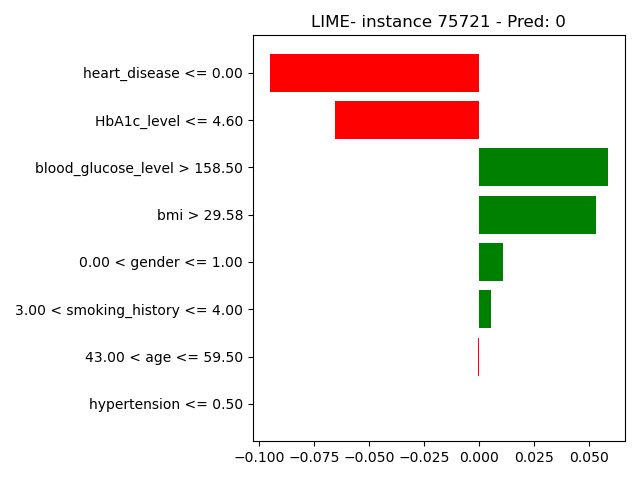 LIME- instance 75721 - Pred: 0
heart_disease <= 0.00
HbA1c_level <= 4.60
blood_glucose_level > 158.50
bmi > 29.58
0.00 < gender <= 1.00
3.00 < smoking_history <= 4.00
43.00 < age <= 59.50
hypertension <= 0.50
−0.100 −0.075 −0.050 −0.025 0.000 0.025 0.050